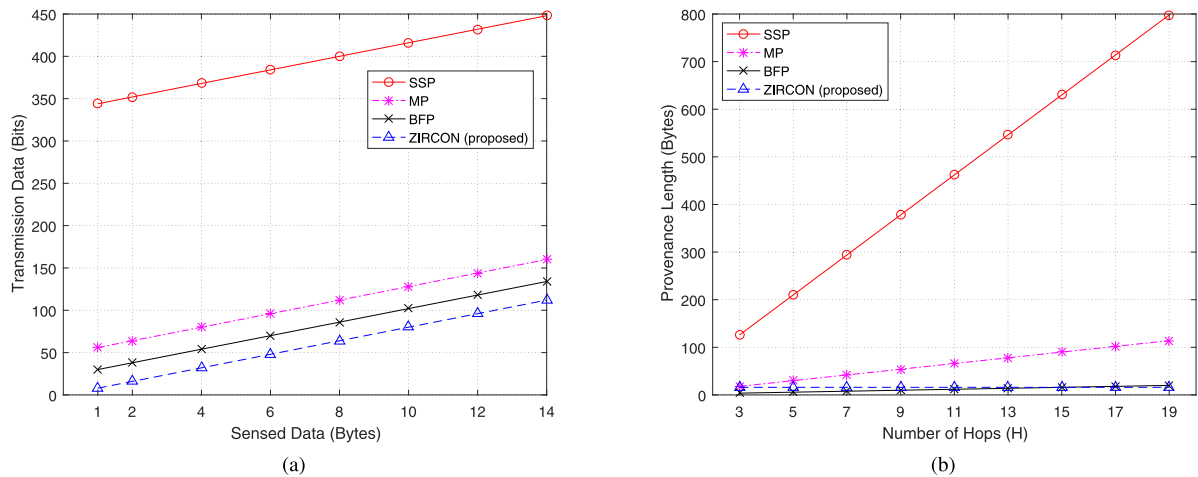 450
400
350
300
250
200
150
100
50
0
Transmission Data (Bits)
SSP
MP
BFP
ZIRCON (proposed)
1 2 4 6 8 10 12 14
Sensed Data (Bytes)
(a)
800
700
600
500
400
300
200
100
0
Provenance Length (Bytes)
SSP
MP
BFP
ZIRCON (proposed)
3 5 7 9 11 13 15 17 19
Number of Hops (H)
(b)